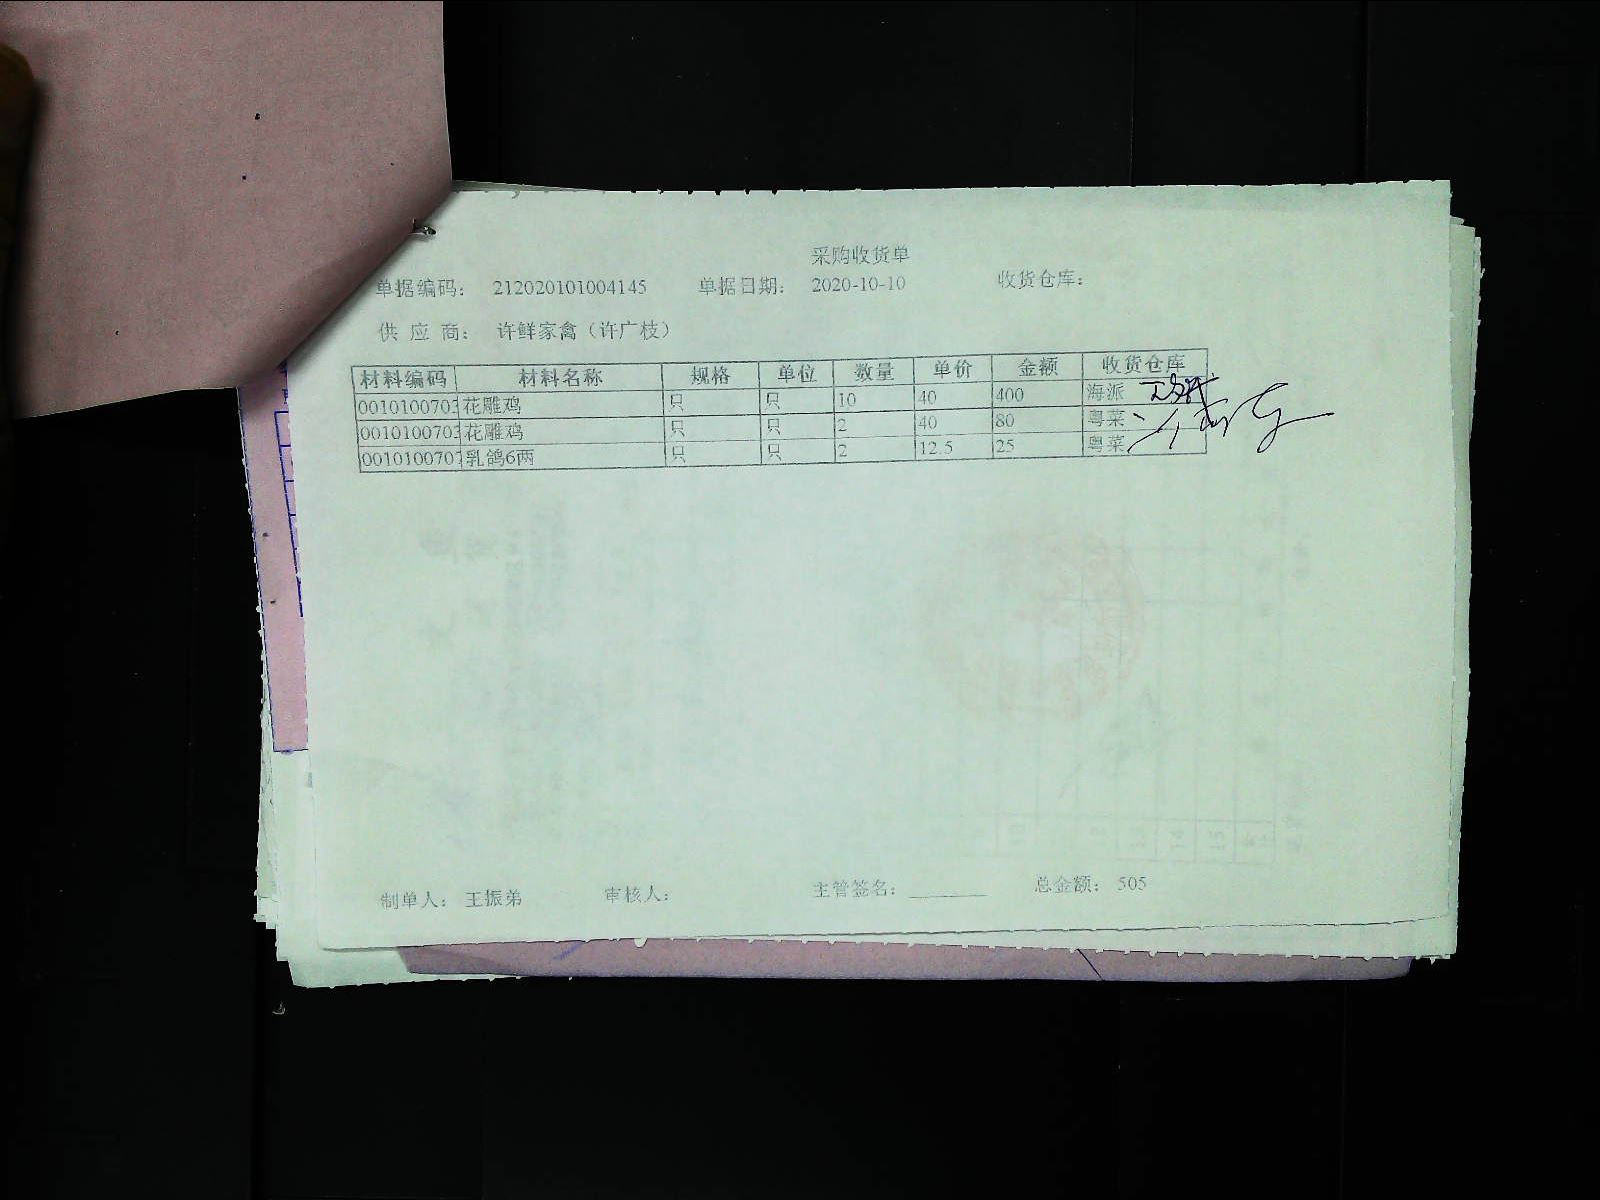 采购收货单
单据编码： 212020101004145 单据日期： 2020-10-10 收货仓库：
供 应 商： 许鲜家禽（许广枝）
材料编码 材料名称 规格 单位 数量 单价 金额 收货仓库
0010100703 花雕鸡 只 只 10 40 400 海派
0010100703 花雕鸡 只 只 2 40 80 粤菜
001010070 乳鸽6两 只 只 2 12.5 25 粤菜
制单人： 王振弟 审核人： 主管签名： 总金额： 505